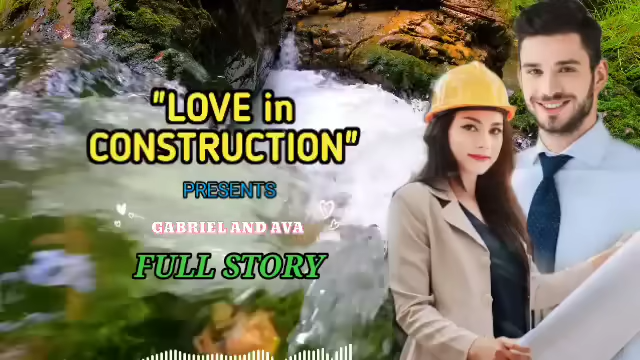 "LOVE in
CONSTRUCTION"
PRESENTS
GABRIEL AND AVA
FULL STORY